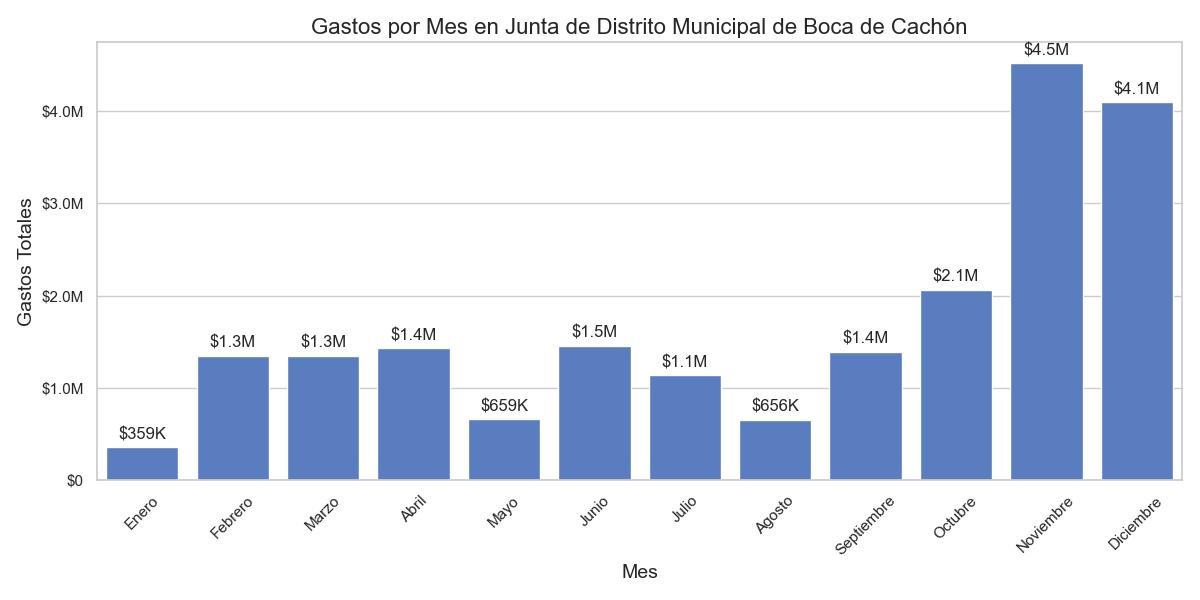 Gastos por Mes en Junta de Distrito Municipal de Boca de Cachón
Gastos Totales
$4.0M
$3.0M
$2.0M
$1.0M
$0
$359K
$1.3M
$1.3M
$1.4M
$659K
$1.5M
$1.1M
$656K
$1.4M
$2.1M
$4.5M
$4.1M
Enero
Febrero
Marzo
Abril
Mayo
Junio
Julio
Agosto
Septiembre
Octubre
Noviembre
Diciembre
Mes